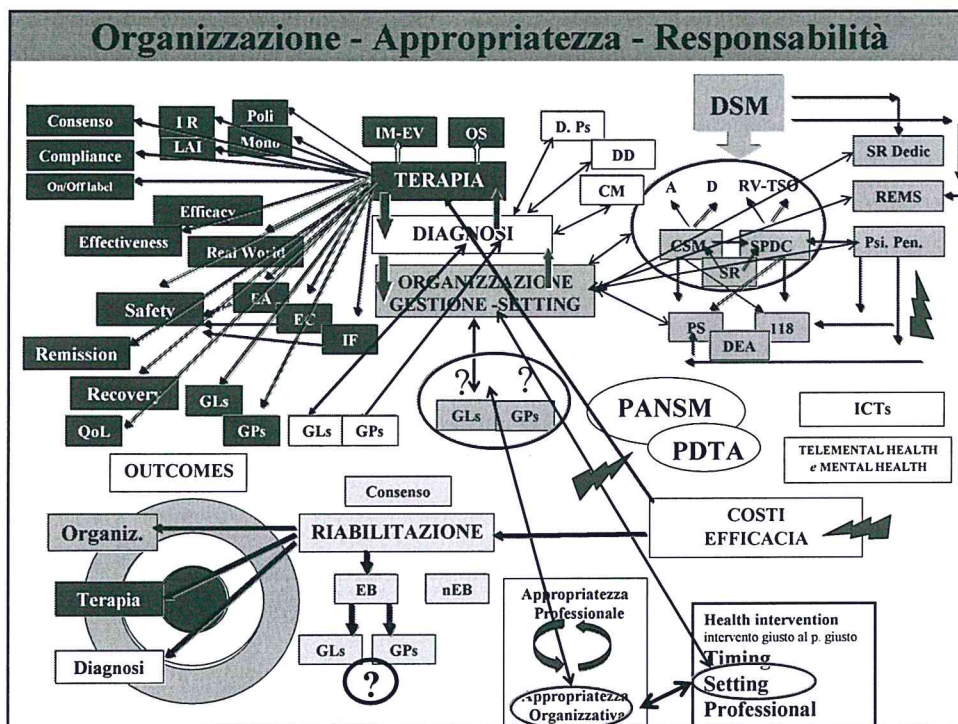 Organizzazione - Appropriatezza - Responsabilità
Consenso
I R
Poli
LAI
Mono
Compliance
On/Off label
IM-EV
OS
TERAPIA
D. Ps
DD
CM
DSM
SR Dedic
REMS
Psi. Pen.
A
D
RV-TSO
CSM
SPDC
SR
Efficacy
Effectiveness
Real World
DIAGNOSI
ORGANIZZAZIONE
GESTIONE -SETTING
Safety
EA
EC
IF
PS
118
DEA
Remission
Recovery
QoL
GLs
GPs
GLs
GPs
?
?
GLs
GPs
PANSM
PDTA
ICTs
TELEMENTAL HEALTH
e MENTAL HEALTH
OUTCOMES
Organiz.
Terapia
Diagnosi
Consenso
RIABILITAZIONE
EB
nEB
GLs
GPs
?
COSTI
EFFICACIA
Appropriatezza
Professionale
Appropriatezza
Organizzativa
Health intervention
intervento giusto al p. giusto
Timing
Setting
Professional